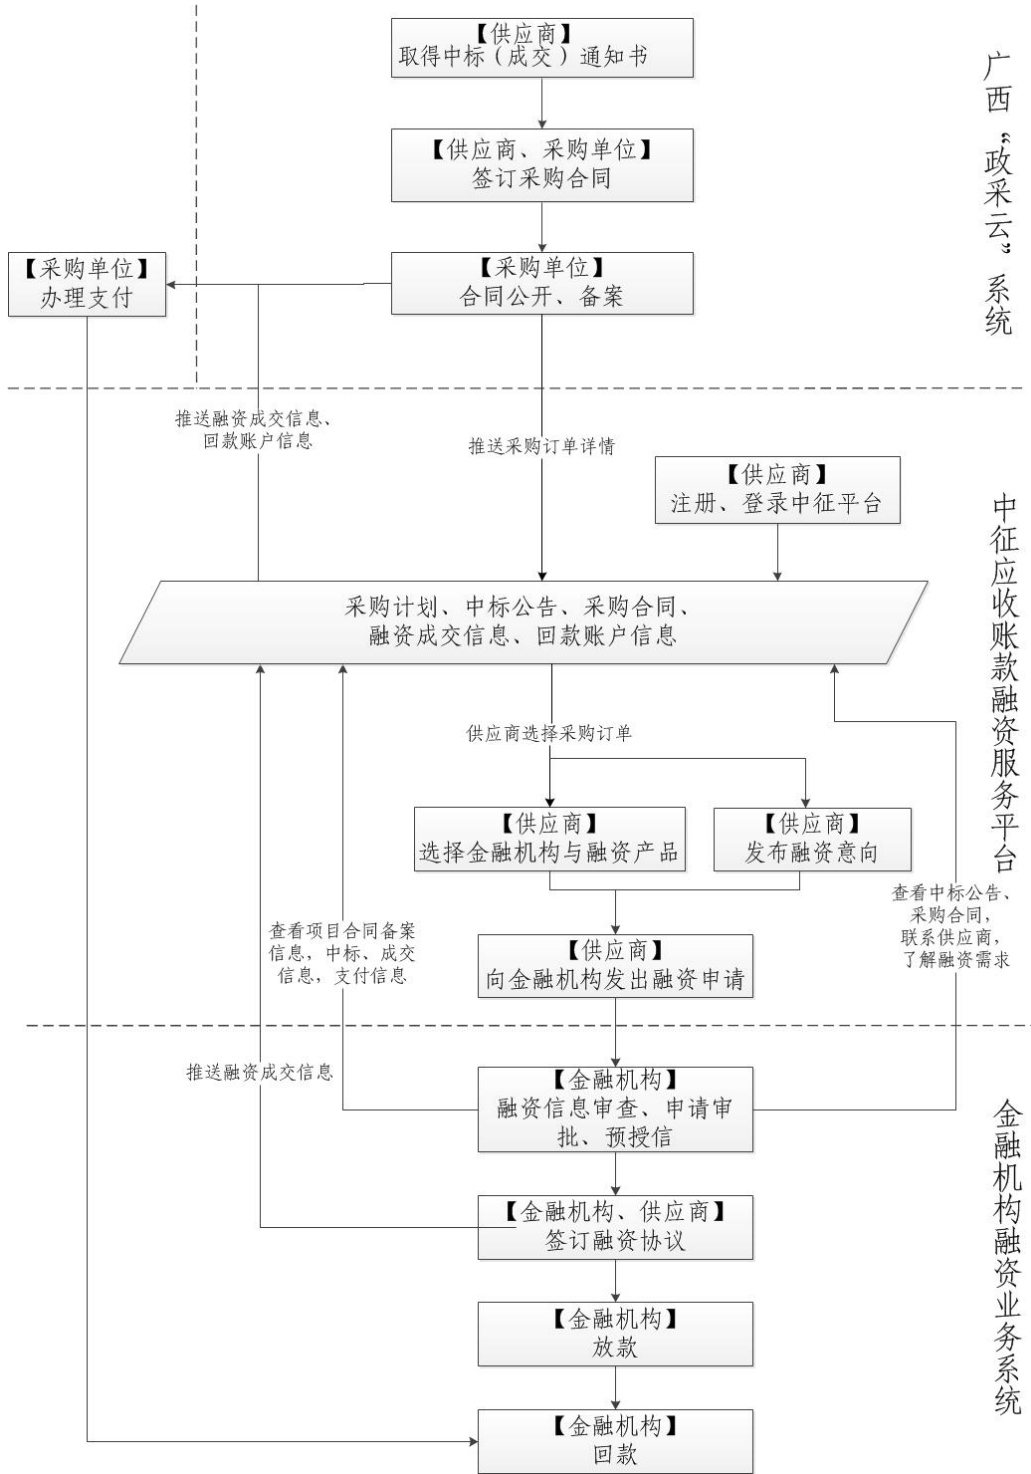 【供应商】
取得中标（成交）通知书
【供应商、采购单位】
签订采购合同
【采购单位】
合同公开、备案
【采购单位】
办理支付
广西“政采云”系统
推送融资成交信息、
回款账户信息
推送采购订单详情
【供应商】
注册、登录中征平台
采购计划、中标公告、采购合同、
融资成交信息、回款账户信息
中征应收账款融资服务平台
供应商选择采购订单
【供应商】
选择金融机构与融资产品
【供应商】
发布融资意向
查看项目合同备案
信息，中标、成交
信息，支付信息
查看中标公告、
采购合同，
联系供应商，
了解融资需求
【供应商】
向金融机构发出融资申请
推送融资成交信息
【金融机构】
融资信息审查、申请审
批、预授信
【金融机构、供应商】
签订融资协议
【金融机构】
放款
【金融机构】
回款
金融机构融资业务系统